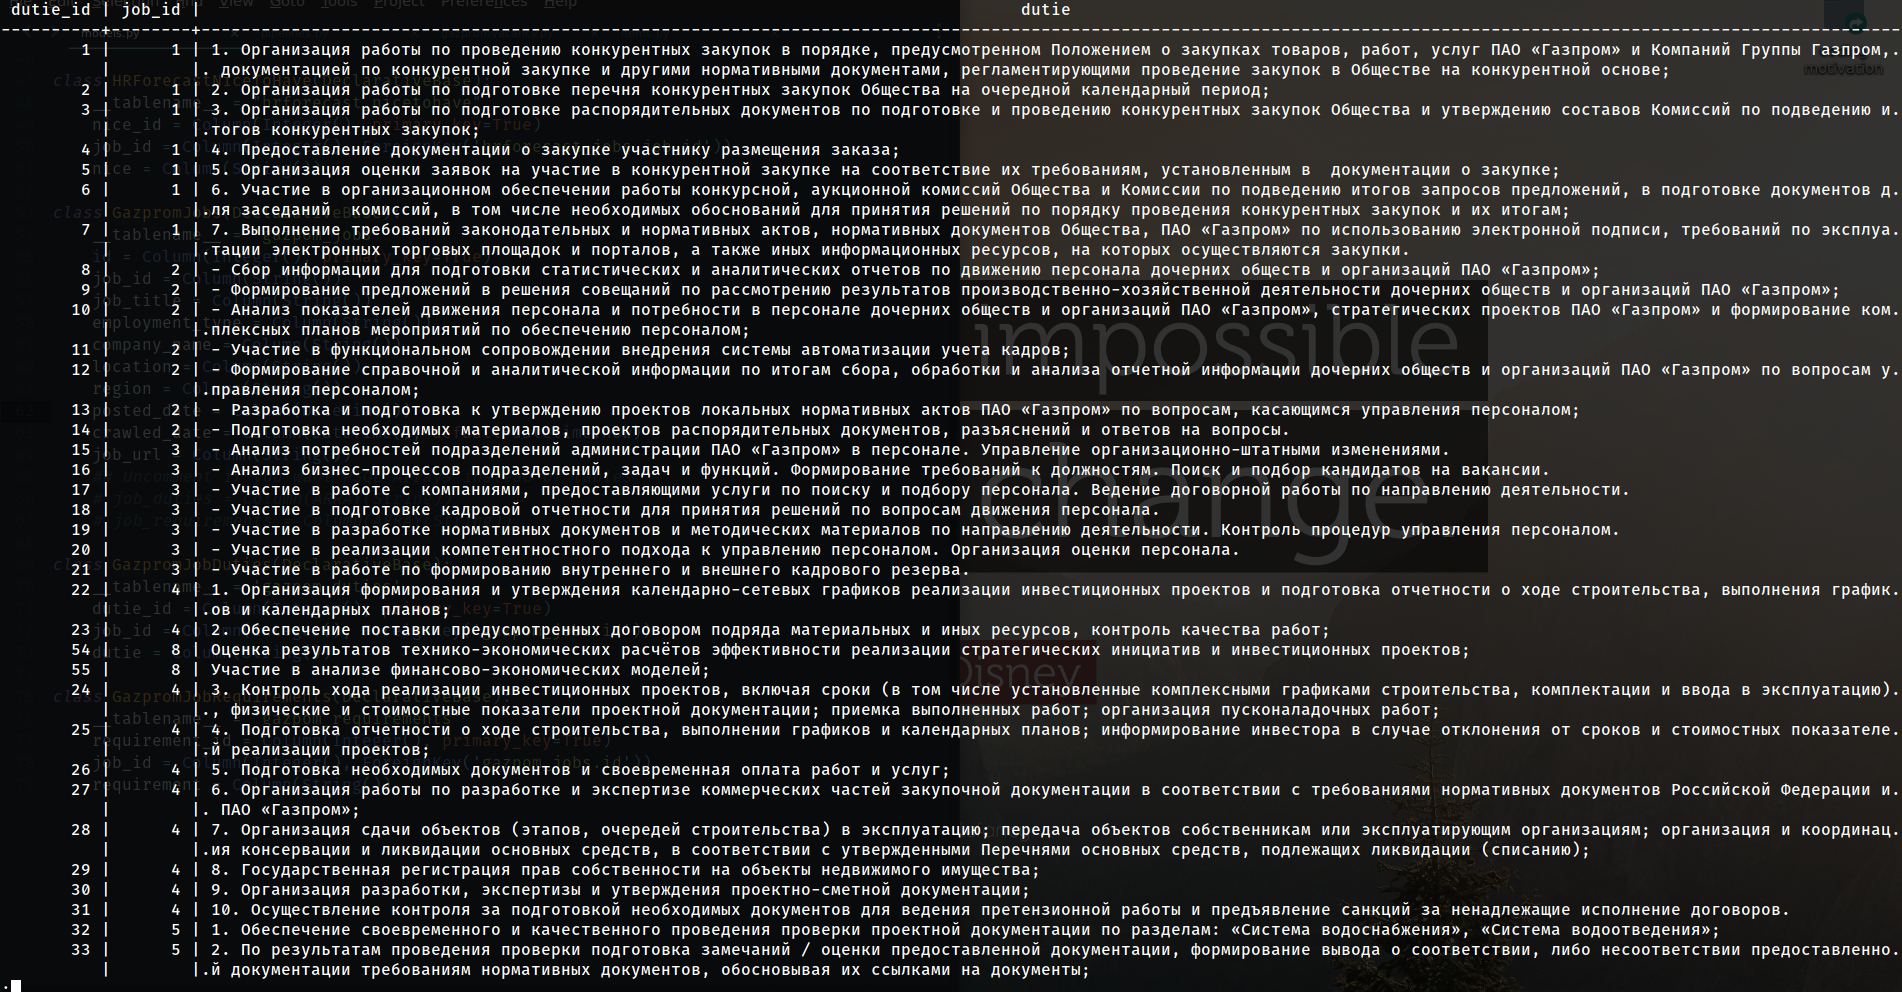 dutie_id | job_id | dutie
1 | 1 | 1. Организация работы по проведению конкурентных закупок в порядке, предусмотренном Положением о закупках товаров, работ, услуг ПАО «Газпром» и Компаний Группы Газпром,.
| |. документацией по конкурентной закупке и другими нормативными документами, регламентирующими проведение закупок в Обществе на конкурентной основе;
2 | 1 | 2. Организация работы по подготовке перечня конкурентных закупок Общества на очередной календарный период;
3 | 1 | 3. Организация работы по подготовке распорядительных документов по подготовке и проведению конкурентных закупок Общества и утверждению составов Комиссий по подведению и.
| |.тогов конкурентных закупок;
4 | 1 | 4. Предоставление документации о закупке участнику размещения заказа;
5 | 1 | 5. Организация оценки заявок на участие в конкурентной закупке на соответствие их требованиям, установленным в  документации о закупке;
6 | 1 | 6. Участие в организационном обеспечении работы конкурсной, аукционной комиссий Общества и Комиссии по подведению итогов запросов предложений, в подготовке документов д.
| |.ля заседаний  комиссий, в том числе необходимых обоснований для принятия решений по порядку проведения конкурентных закупок и их итогам;
7 | 1 | 7. Выполнение требований законодательных и нормативных актов, нормативных документов Общества, ПАО «Газпром» по использованию электронной подписи, требований по эксплуа.
| |.тации электронных торговых площадок и порталов, а также иных информационных ресурсов, на которых осуществляются закупки.
8 | 2 | - Сбор информации для подготовки статистических и аналитических отчетов по движению персонала дочерних обществ и организаций ПАО «Газпром»;
9 | 2 | - Формирование предложений в решения совещаний по рассмотрению результатов производственно-хозяйственной деятельности дочерних обществ и организаций ПАО «Газпром»;
10 | 2 | - Анализ показателей движения персонала и потребности в персонале дочерних обществ и организаций ПАО «Газпром», стратегических проектов ПАО «Газпром» и формирование ком.
| |.плексных планов мероприятий по обеспечению персоналом;
11 | 2 | - Участие в функциональном сопровождении внедрения системы автоматизации учета кадров;
12 | 2 | - Формирование справочной и аналитической информации по итогам сбора, обработки и анализа отчетной информации дочерних обществ и организаций ПАО «Газпром» по вопросам у.
| |.правления персоналом;
13 | 2 | - Разработка и подготовка к утверждению проектов локальных нормативных актов ПАО «Газпром» по вопросам, касающимся управления персоналом;
14 | 2 | - Подготовка необходимых материалов, проектов распорядительных документов, разъяснений и ответов на вопросы.
15 | 3 | - Анализ потребностей подразделений администрации ПАО «Газпром» в персонале. Управление организационно-штатными изменениями.
16 | 3 | - Анализ бизнес-процессов подразделений, задач и функций. Формирование требований к должностям. Поиск и подбор кандидатов на вакансии.
17 | 3 | - Участие в работе с компаниями, предоставляющими услуги по поиску и подбору персонала. Ведение договорной работы по направлению деятельности.
18 | 3 | - Участие в подготовке кадровой отчетности для принятия решений по вопросам движения персонала.
19 | 3 | - Участие в разработке нормативных документов и методических материалов по направлению деятельности. Контроль процедур управления персоналом.
20 | 3 | - Участие в реализации компетентностного подхода к управлению персоналом. Организация оценки персонала.
21 | 3 | - Участие в работе по формированию внутреннего и внешнего кадрового резерва.
22 | 4 | 1. Организация формирования и утверждения календарно-сетевых графиков реализации инвестиционных проектов и подготовка отчетности о ходе строительства, выполнения график.
| |.ов и календарных планов;
23 | 4 | 2. Обеспечение поставки предусмотренных договором подряда материальных и иных ресурсов, контроль качества работ;
54 | 8 | Оценка результатов технико-экономических расчётов эффективности реализации стратегических инициатив и инвестиционных проектов;
55 | 8 | Участие в анализе финансово-экономических моделей;
24 | 4 | 3. Контроль хода реализации инвестиционных проектов, включая сроки (в том числе установленные комплексными графиками строительства, комплектации и ввода в эксплуатацию).
| |., физические и стоимостные показатели проектной документации; приемка выполненных работ; организация пусконаладочных работ;
25 | 4 | 4. Подготовка отчетности о ходе строительства, выполнении графиков и календарных планов; информирование инвестора в случае отклонения от сроков и стоимостных показателе.
| |.й реализации проектов;
26 | 4 | 5. Подготовка необходимых документов и своевременная оплата работ и услуг;
27 | 4 | 6. Организация работы по разработке и экспертизе коммерческих частей закупочной документации в соответствии с требованиями нормативных документов Российской Федерации и.
| |. ПАО «Газпром»;
28 | 4 | 7. Организация сдачи объектов (этапов, очередей строительства) в эксплуатацию; передача объектов собственникам или эксплуатирующим организациям; организация и координац.
| |.ия консервации и ликвидации основных средств, в соответствии с утвержденными Перечнями основных средств, подлежащих ликвидации (списанию);
29 | 4 | 8. Государственная регистрация прав собственности на объекты недвижимого имущества;
30 | 4 | 9. Организация разработки, экспертизы и утверждения проектно-сметной документации;
31 | 4 | 10. Осуществление контроля за подготовкой необходимых документов для ведения претензионной работы и предъявление санкций за ненадлежащие исполнение договоров.
32 | 5 | 1. Обеспечение своевременного и качественного проведения проверки проектной документации по разделам: «Система водоснабжения», «Система водоотведения»;
33 | 5 | 2. По результатам проведения проверки подготовка замечаний / оценки предоставленной документации, формирование вывода о соответствии, либо несоответствии предоставленно.
| |.й документации требованиям нормативных документов, обосновывая их ссылками на документы;
impossible
change
Disney
motivation